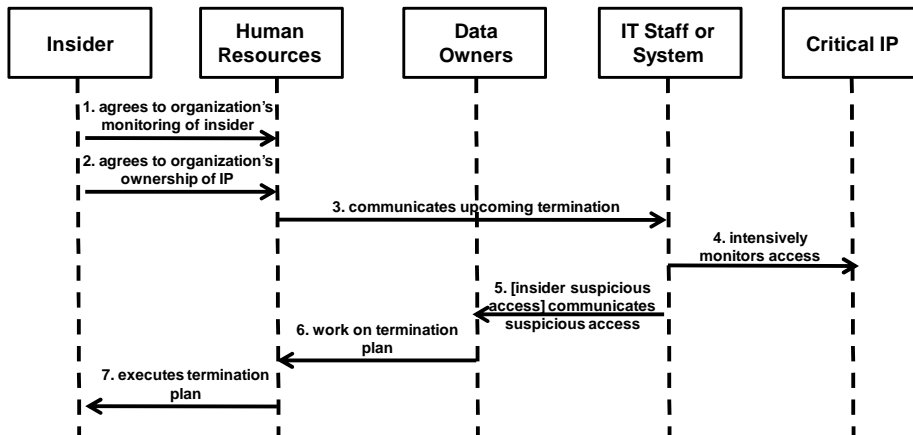 Insider
Human
Resources
Data
Owners
IT Staff or
System
Critical IP
1. agrees to organization's
monitoring of insider
2. agrees to organization's
ownership of IP
3. communicates upcoming termination
4. intensively
monitors access
5. [insider suspicious
access] communicates
suspicious access
6. work on termination
plan
7. executes termination
plan